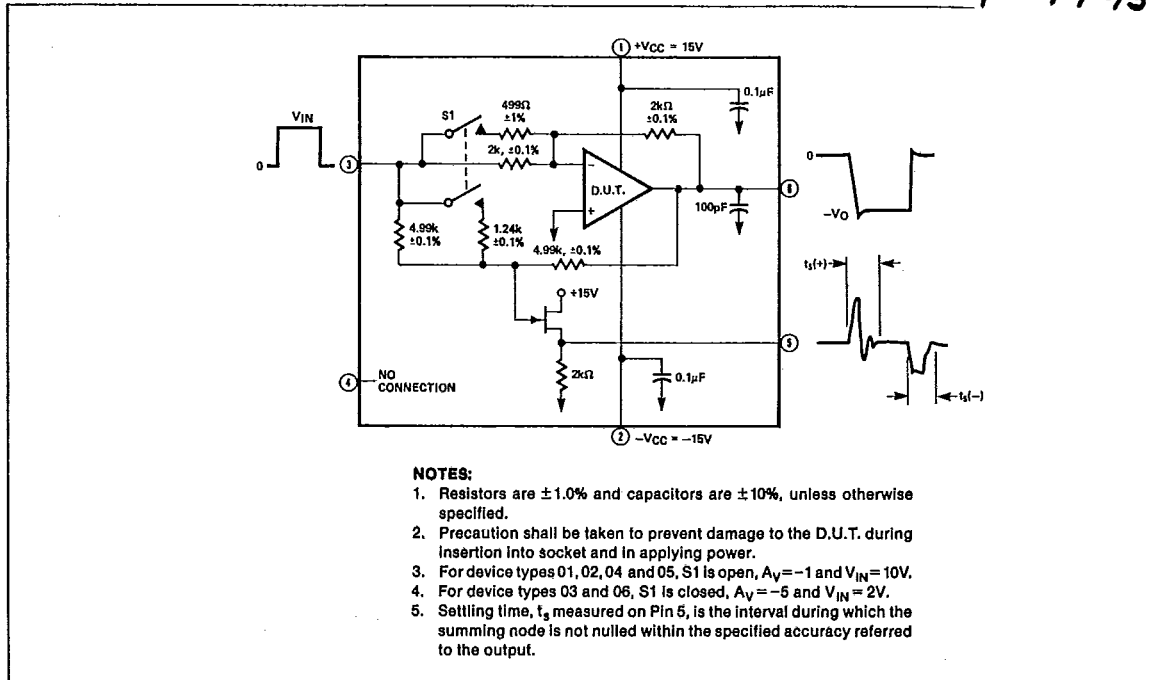 ① +VCC = 15V
0.1µF
499Ω
±1%
2kΩ
±0.1%
S1
VIN
0
③
2k, ±0.1%
−
D.U.T.
+
⑥
100pF
0
−VO
4.99k
±0.1%
1.24k
±0.1%
4.99k, ±0.1%
ts(+)
+15V
⑤
④
NO
CONNECTION
2kΩ
0.1µF
ts(−)
② −VCC = −15V
NOTES:
1. Resistors are ±1.0% and capacitors are ±10%, unless otherwise
specified.
2. Precaution shall be taken to prevent damage to the D.U.T. during
insertion into socket and in applying power.
3. For device types 01, 02, 04 and 05, S1 is open, AV=−1 and VIN=10V.
4. For device types 03 and 06, S1 is closed, AV=−5 and VIN=2V.
5. Settling time, ts measured on Pin 5, is the interval during which the
summing node is not nulled within the specified accuracy referred
to the output.